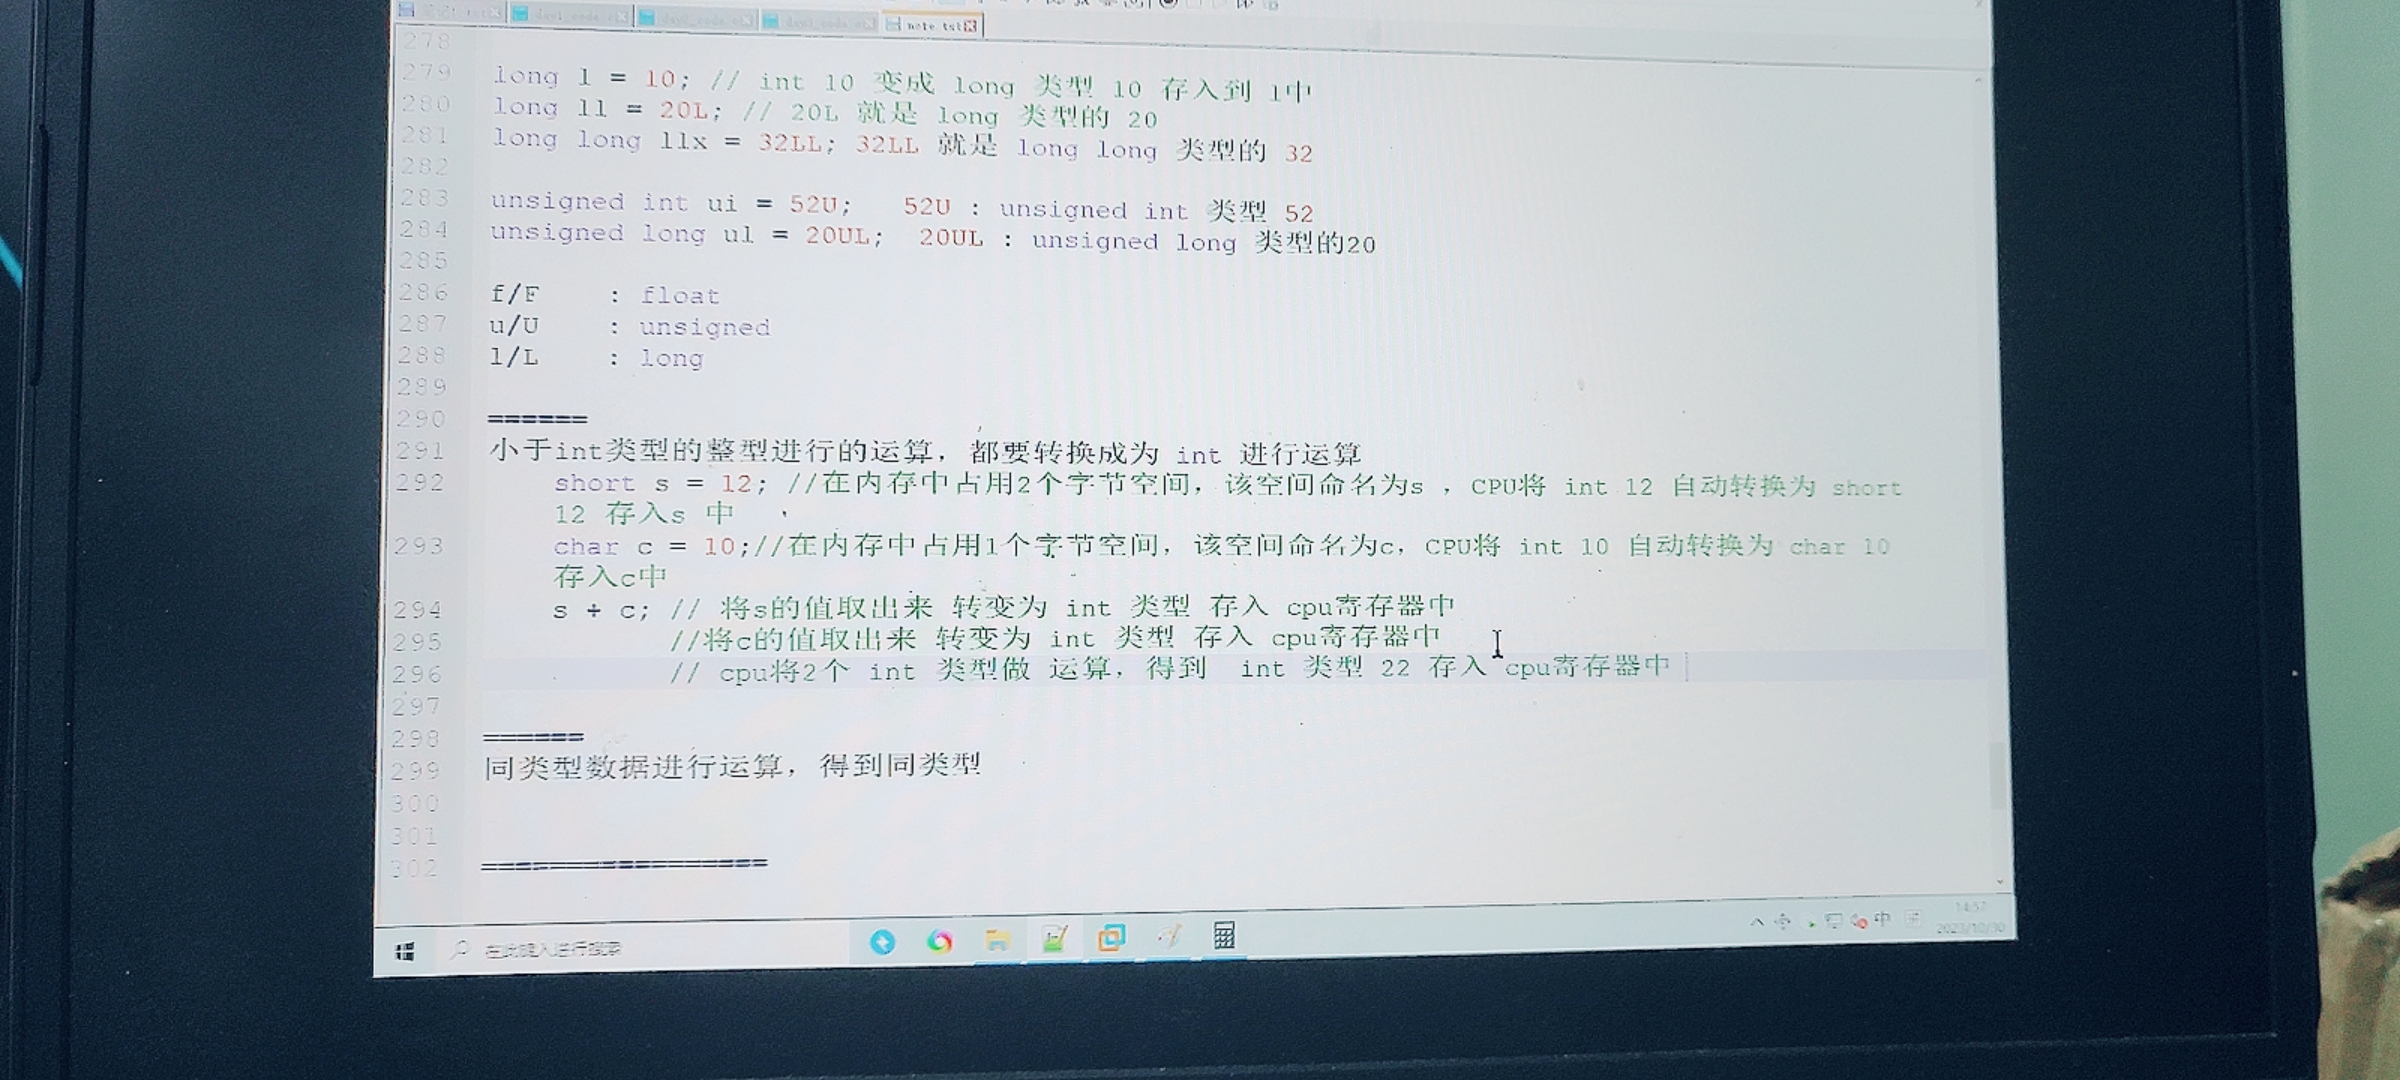 note.txt
278
279 long l = 10; // int 10 变成 long 类型 10 存入到 l中
280 long ll = 20L; // 20L 就是 long 类型的 20
281 long long llx = 32LL; 32LL 就是 long long 类型的 32
282
283 unsigned int ui = 52U; 52U : unsigned int 类型 52
284 unsigned long ul = 20UL; 20UL : unsigned long 类型的20
285
286 f/F : float
287 u/U : unsigned
288 l/L : long
289
290 ======
291 小于int类型的整型进行的运算，都要转换成为 int 进行运算
292 short s = 12; //在内存中占用2个字节空间，该空间命名为s ，CPU将 int 12 自动转换为 short
12 存入s 中
293 char c = 10;//在内存中占用1个字节空间，该空间命名为c，CPU将 int 10 自动转换为 char 10
存入c中
294 s + c; // 将s的值取出来 转变为 int 类型 存入 cpu寄存器中
295 //将c的值取出来 转变为 int 类型 存入 cpu寄存器中
296 // cpu将2个 int 类型做 运算，得到 int 类型 22 存入 cpu寄存器中
297
298 ======
299 同类型数据进行运算，得到同类型
300
301
302 =================
在此键入进行搜索
中
14:57
2023/10/30